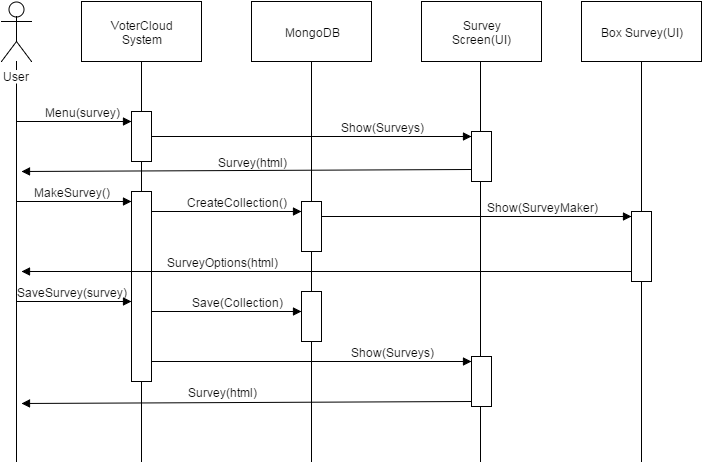 VoterCloud
System
MongoDB
Survey
Screen(UI)
Box Survey(UI)
User
Menu(survey)
Show(Surveys)
Survey(html)
MakeSurvey()
CreateCollection()
Show(SurveyMaker)
SurveyOptions(html)
SaveSurvey(survey)
Save(Collection)
Show(Surveys)
Survey(html)